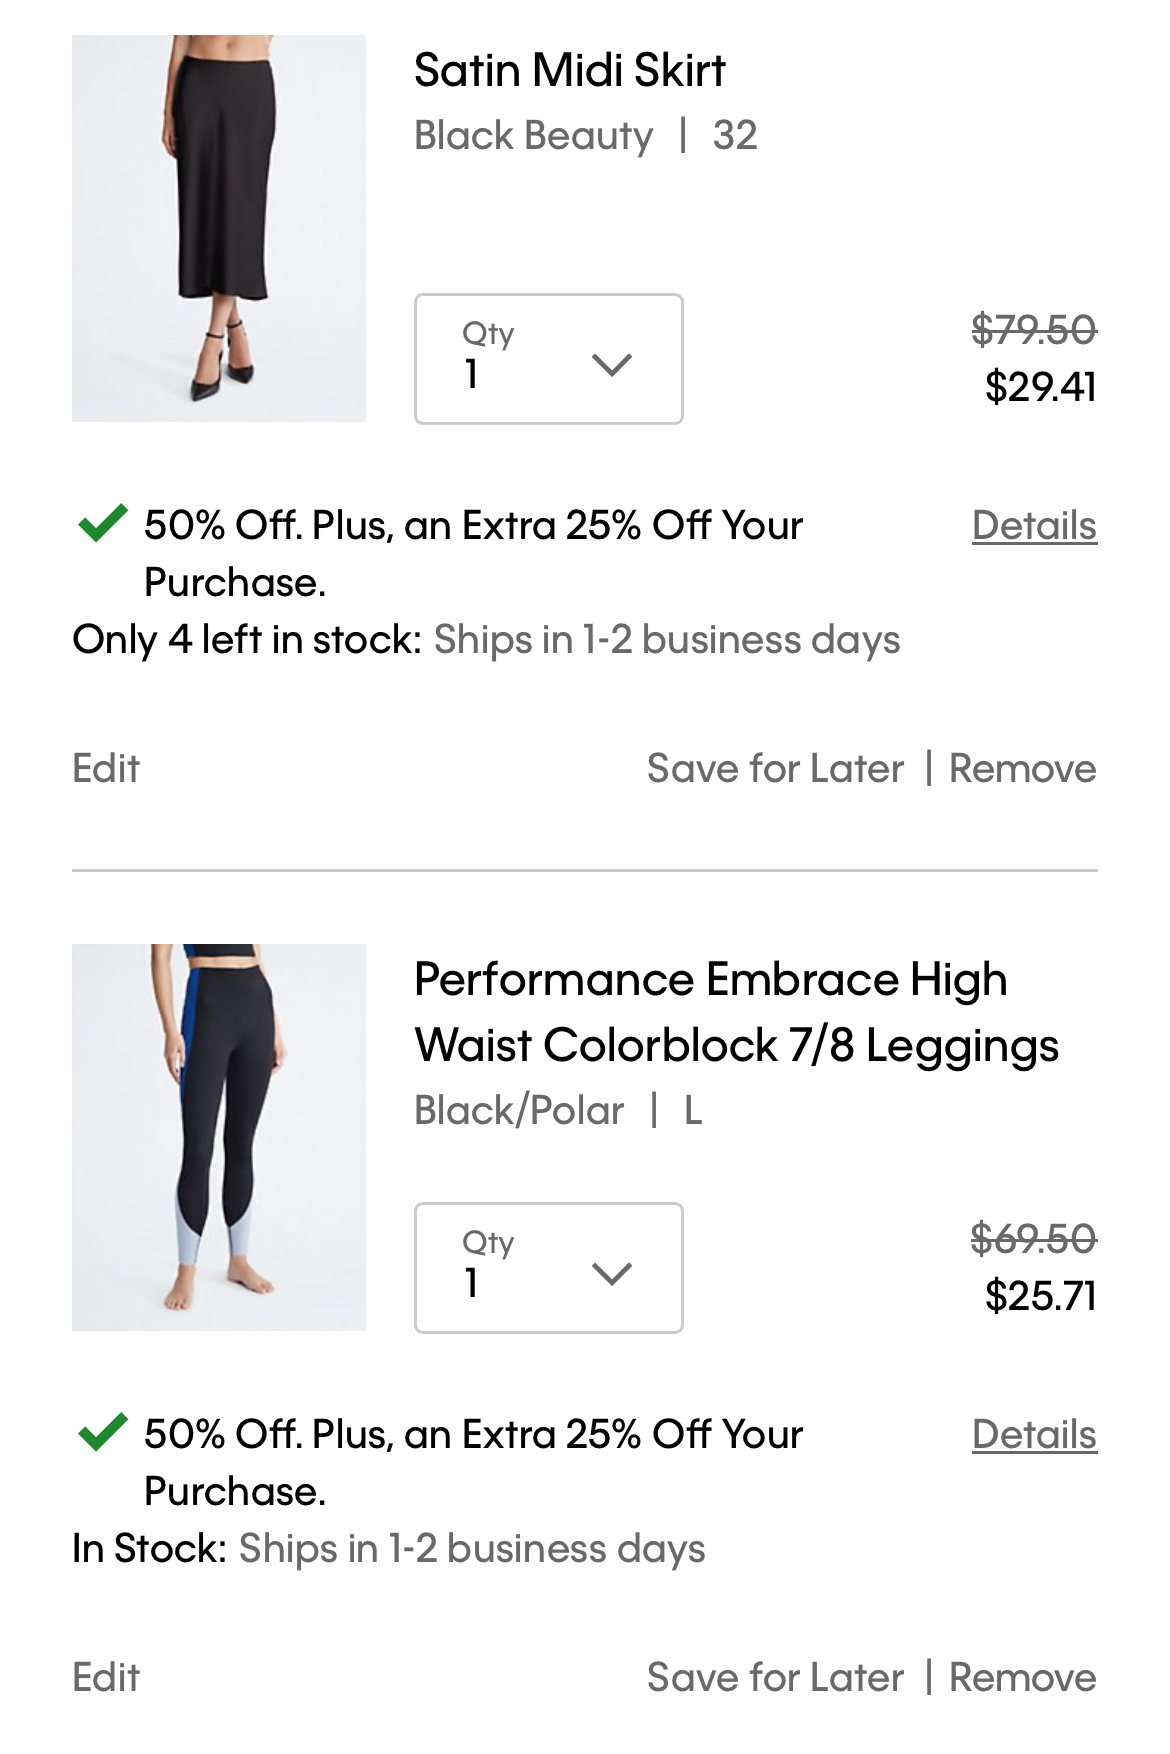 Satin Midi Skirt
Black Beauty | 32
Qty
1
$79.50
$29.41
50% Off. Plus, an Extra 25% Off Your
Purchase.
Details
Only 4 left in stock: Ships in 1-2 business days
Edit
Save for Later | Remove
Performance Embrace High
Waist Colorblock 7/8 Leggings
Black/Polar | L
Qty
1
$69.50
$25.71
50% Off. Plus, an Extra 25% Off Your
Purchase.
Details
In Stock: Ships in 1-2 business days
Edit
Save for Later | Remove